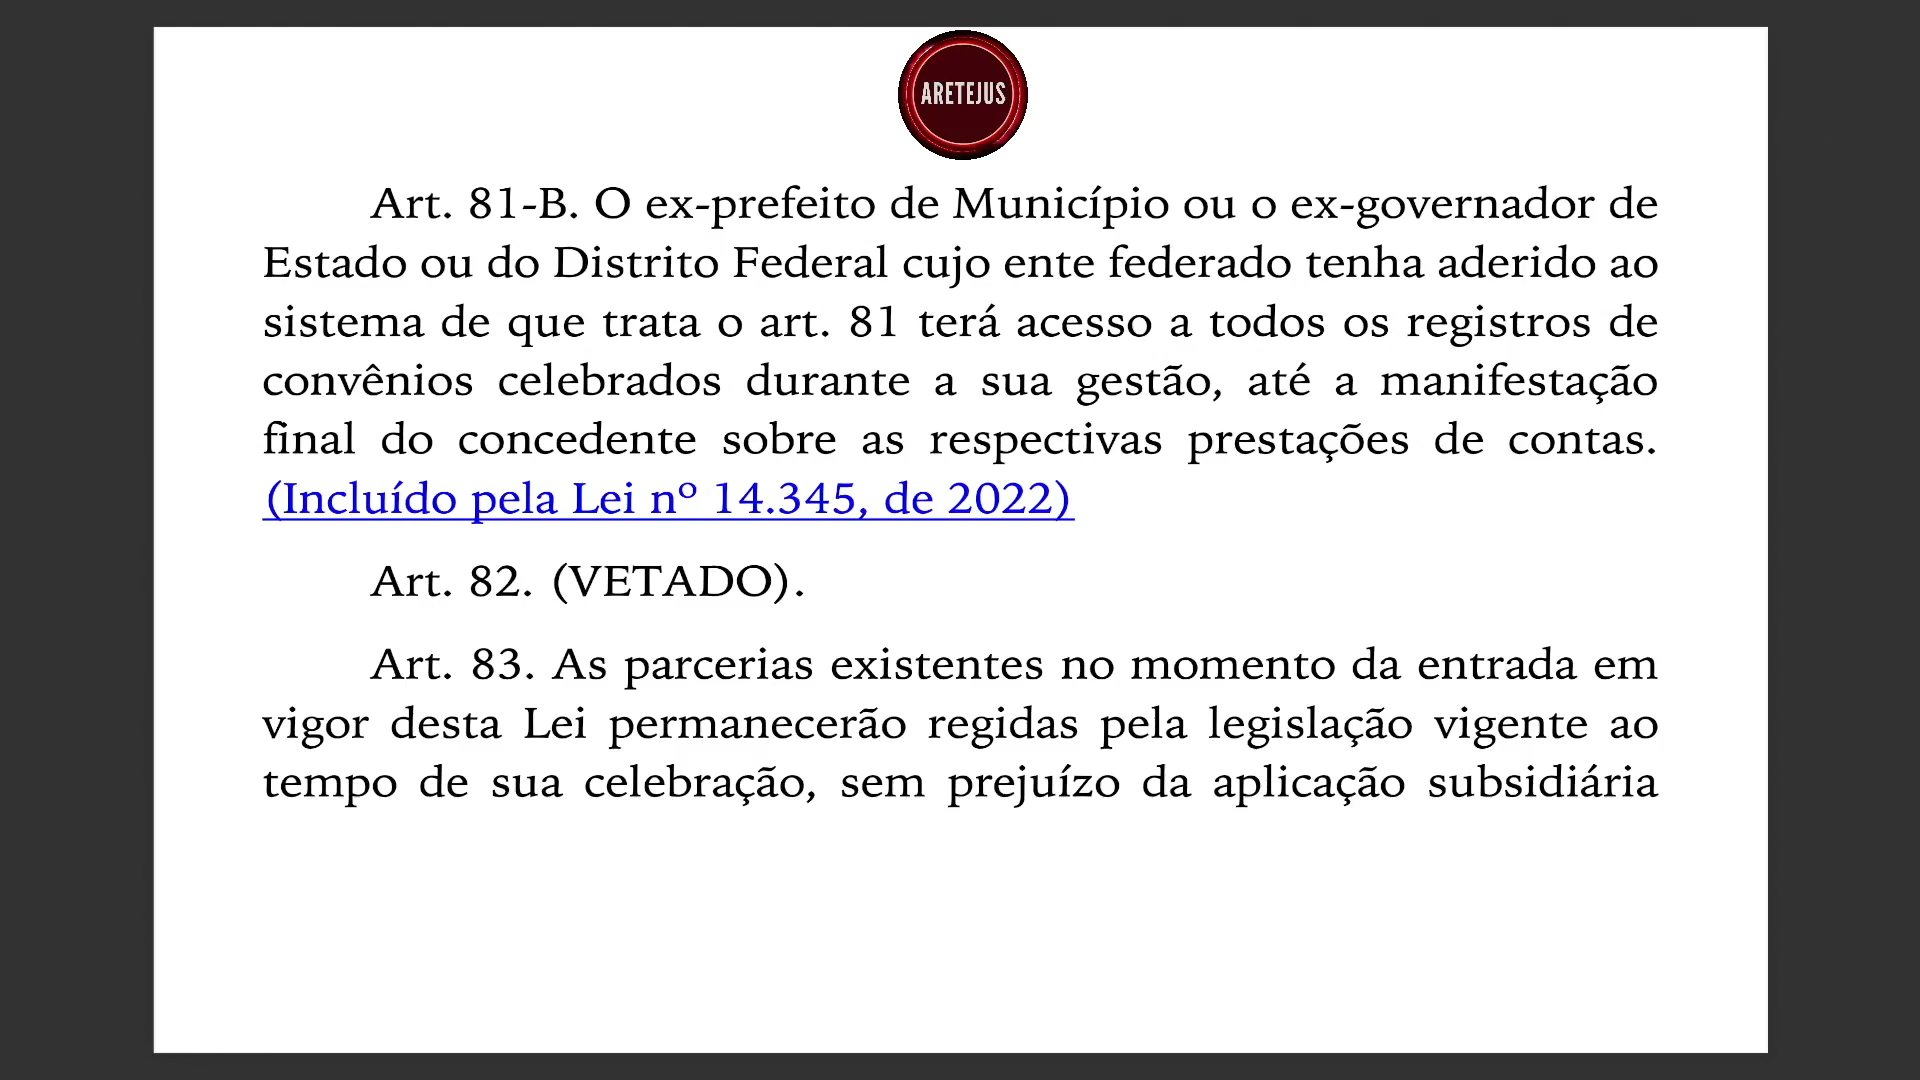 ARETEJUS
Art. 81-B. O ex-prefeito de Município ou o ex-governador de
Estado ou do Distrito Federal cujo ente federado tenha aderido ao
sistema de que trata o art. 81 terá acesso a todos os registros de
convênios celebrados durante a sua gestão, até a manifestação
final do concedente sobre as respectivas prestações de contas.
(Incluído pela Lei nº 14.345, de 2022)
Art. 82. (VETADO).
Art. 83. As parcerias existentes no momento da entrada em
vigor desta Lei permanecerão regidas pela legislação vigente ao
tempo de sua celebração, sem prejuízo da aplicação subsidiária